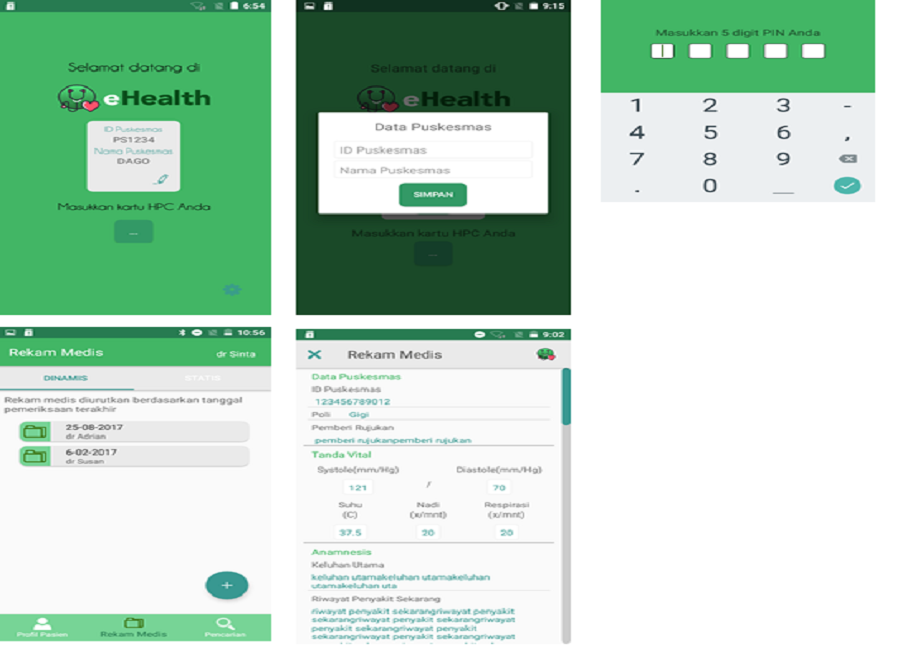 6:54
Selamat datang di
eHealth
ID Puskesmas
PS1234
Nama Puskesmas
DAGO
Masukkan kartu HPC Anda
...
9:15
Selamat datang di
eHealth
Data Puskesmas
ID Puskesmas
Nama Puskesmas
SIMPAN
Masukkan kartu HPC Anda
...
Masukkan 5 digit PIN Anda
1 2 3 -
4 5 6 ,
7 8 9
. 0 _
10:56
Rekam Medis dr Sinta
DINAMIS STATIS
Rekam medis diurutkan berdasarkan tanggal
pemeriksaan terakhir
25-08-2017
dr Adrian
6-02-2017
dr Susan
+
Profil Pasien Rekam Medis Pencarian
9:02
Rekam Medis
Data Puskesmas
ID Puskesmas
123456789012
Poli Gigi
Pemberi Rujukan
pemberi rujukanpemberi rujukan
Tanda Vital
Systole(mm/Hg) Diastole(mm/Hg)
121 / 70
Suhu Nadi Respirasi
(C) (x/mnt) (x/mnt)
37.5 20 20
Anamnesis
Keluhan Utama
keluhan utamakeluhan utamakeluhan
utamakeluhan uta
Riwayat Penyakit Sekarang
riwayat penyakit sekarangriwayat penyakit
sekarangriwayat penyakit sekarangriwayat
penyakit sekarangriwayat penyakit
sekarangriwayat penyakit sekarang